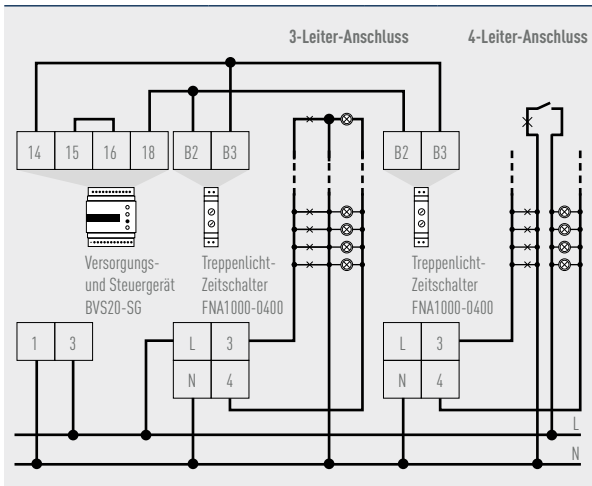 3-Leiter-Anschluss 4-Leiter-Anschluss
14 15 16 18 B2 B3 B2 B3
Versorgungs-
und Steuergerät
BVS20-SG
Treppenlicht-
Zeitschalter
FNA1000-0400
Treppenlicht-
Zeitschalter
FNA1000-0400
1 3 L 3 L 3
N 4 N 4
L
N